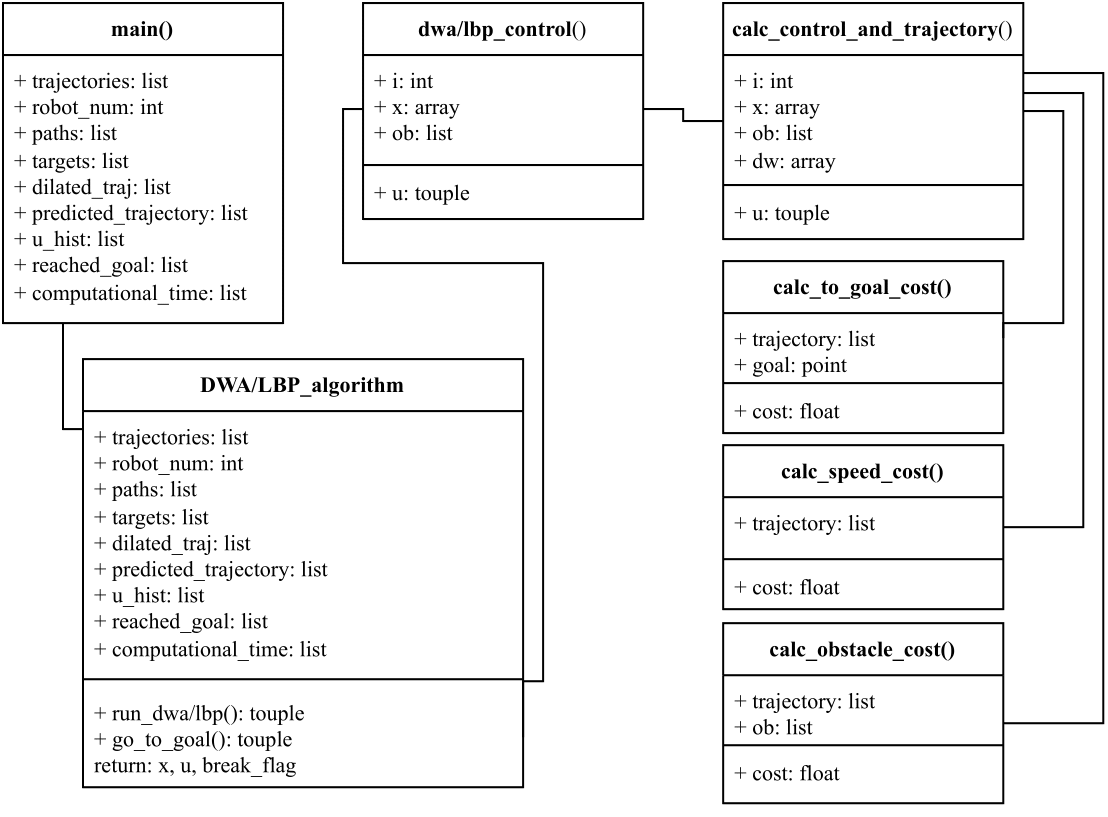 main()
+ trajectories: list
+ robot_num: int
+ paths: list
+ targets: list
+ dilated_traj: list
+ predicted_trajectory: list
+ u_hist: list
+ reached_goal: list
+ computational_time: list
DWA/LBP_algorithm
+ trajectories: list
+ robot_num: int
+ paths: list
+ targets: list
+ dilated_traj: list
+ predicted_trajectory: list
+ u_hist: list
+ reached_goal: list
+ computational_time: list
+ run_dwa/lbp(): touple
+ go_to_goal(): touple
return: x, u, break_flag
dwa/lbp_control()
+ i: int
+ x: array
+ ob: list
+ u: touple
calc_control_and_trajectory()
+ i: int
+ x: array
+ ob: list
+ dw: array
+ u: touple
calc_to_goal_cost()
+ trajectory: list
+ goal: point
+ cost: float
calc_speed_cost()
+ trajectory: list
+ cost: float
calc_obstacle_cost()
+ trajectory: list
+ ob: list
+ cost: float